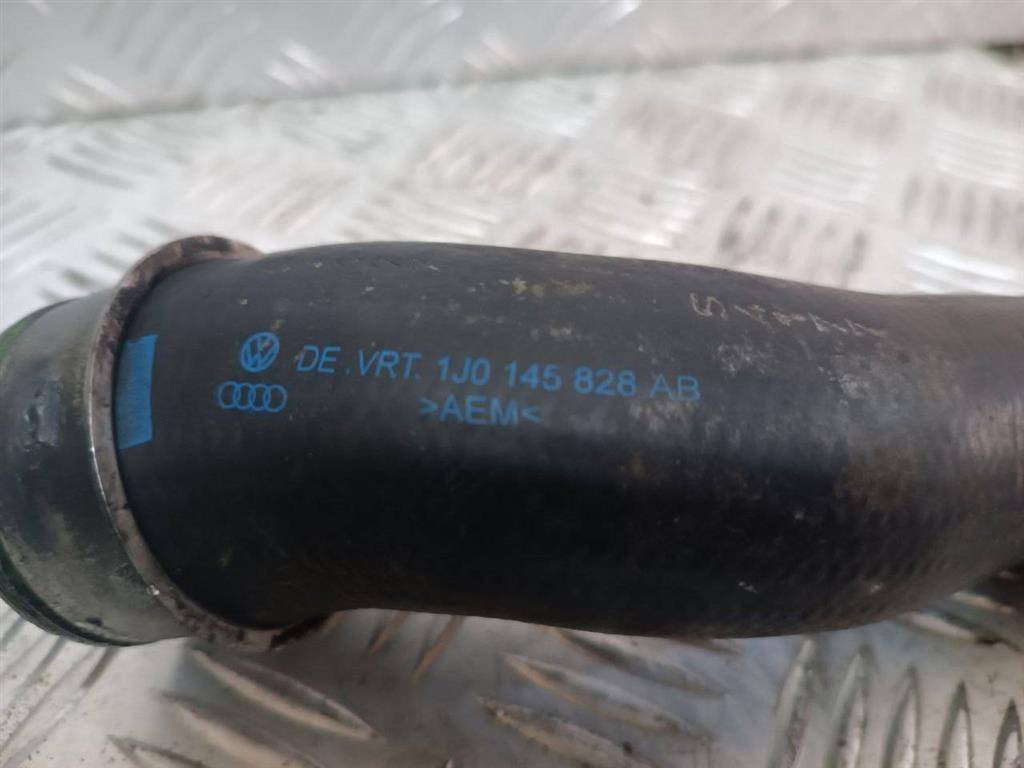 DE .VRT. 1J0 145 828 AB
>AEM<